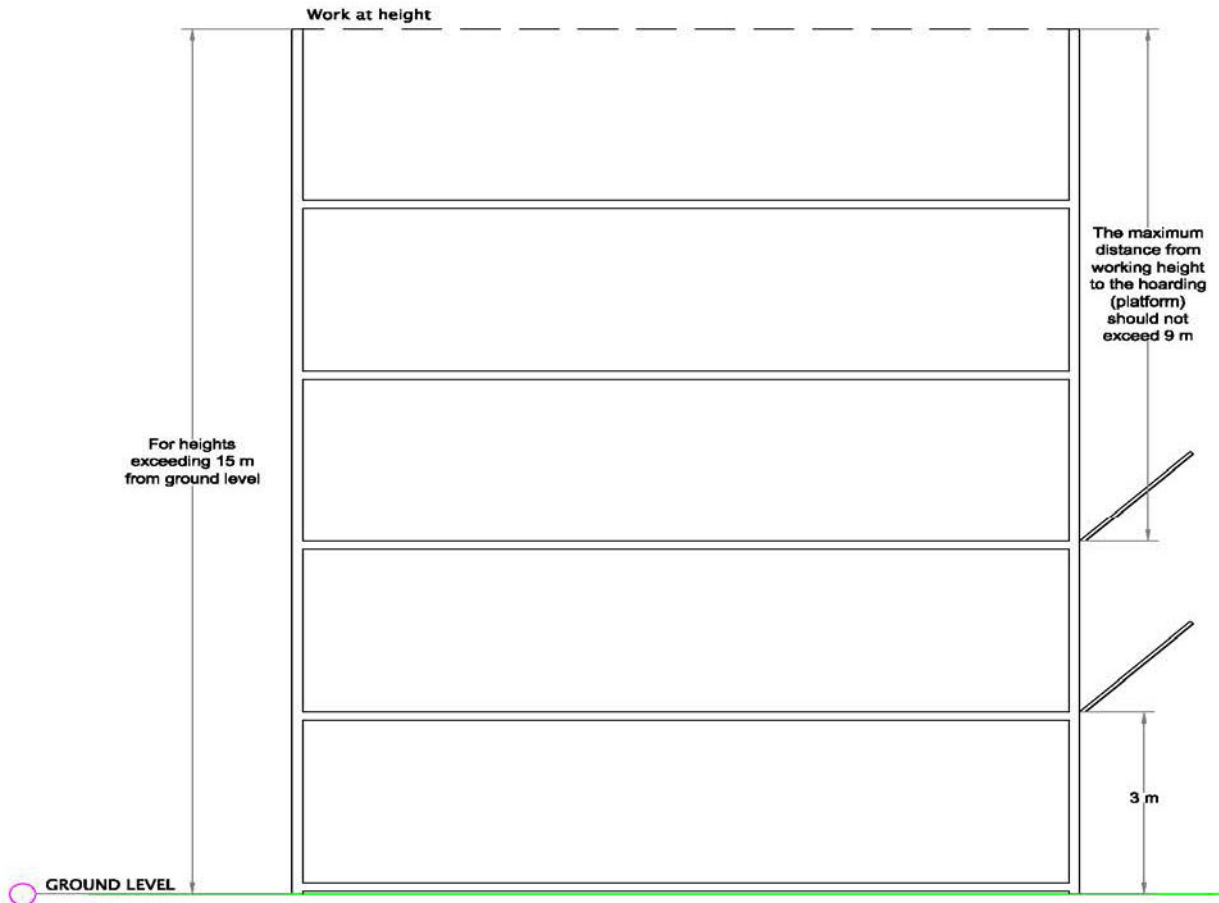 Work at height
The maximum
distance from
working height
to the hoarding
(platform)
should not
exceed 9 m
For heights
exceeding 15 m
from ground level
3 m
GROUND LEVEL